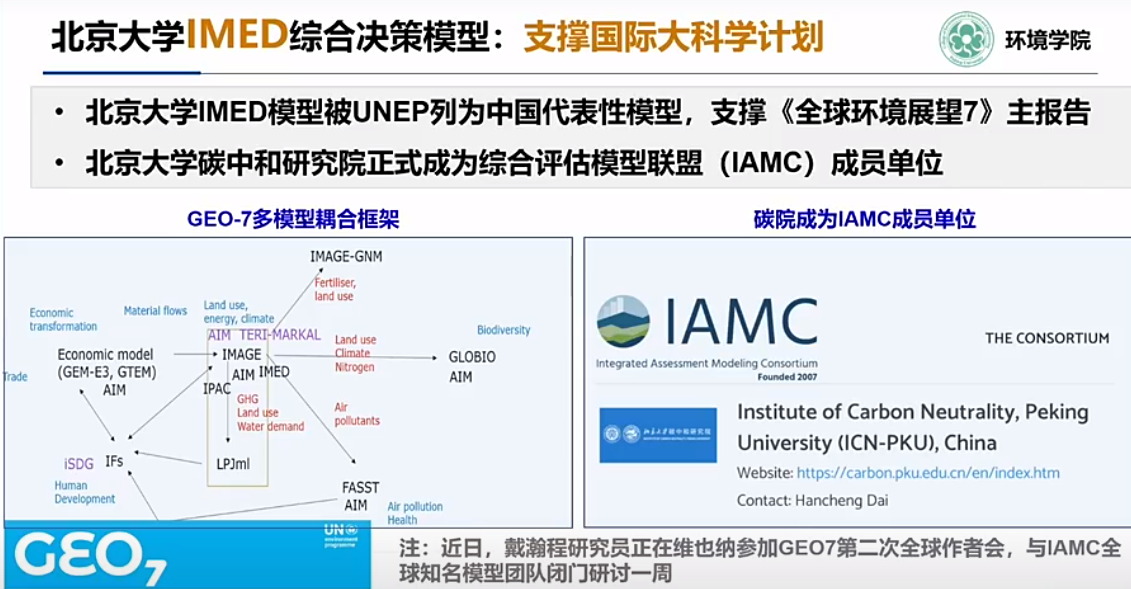 北京大学IMED综合决策模型：支撑国际大科学计划
环境学院
• 北京大学IMED模型被UNEP列为中国代表性模型，支撑《全球环境展望7》主报告
• 北京大学碳中和研究院正式成为综合评估模型联盟（IAMC）成员单位
GEO-7多模型耦合框架
IMAGE-GNM
Fertiliser,
land use
Economic
transformation
Material flows
Land use,
energy, climate
AIM TERI-MARKAL
Economic model
(GEM-E3, GTEM)
AIM
IMAGE
AIM IMED
IPAC
Land use
Climate
Nitrogen
Biodiversity
GLOBIO
AIM
Trade
GHG
Land use
Water demand
Air
pollutants
iSDG IFs
LPJml
Human
Development
FASST
AIM
Air pollution
Health
GEO7
UN
environment
programme
碳院成为IAMC成员单位
IAMC
Integrated Assessment Modeling Consortium
Founded 2007
THE CONSORTIUM
北京大学碳中和研究院
Institute of Carbon Neutrality, Peking
University (ICN-PKU), China
Website: https://carbon.pku.edu.cn/en/index.htm
Contact: Hancheng Dai
注：近日，戴瀚程研究员正在维也纳参加GEO7第二次全球作者会，与IAMC全
球知名模型团队闭门研讨一周